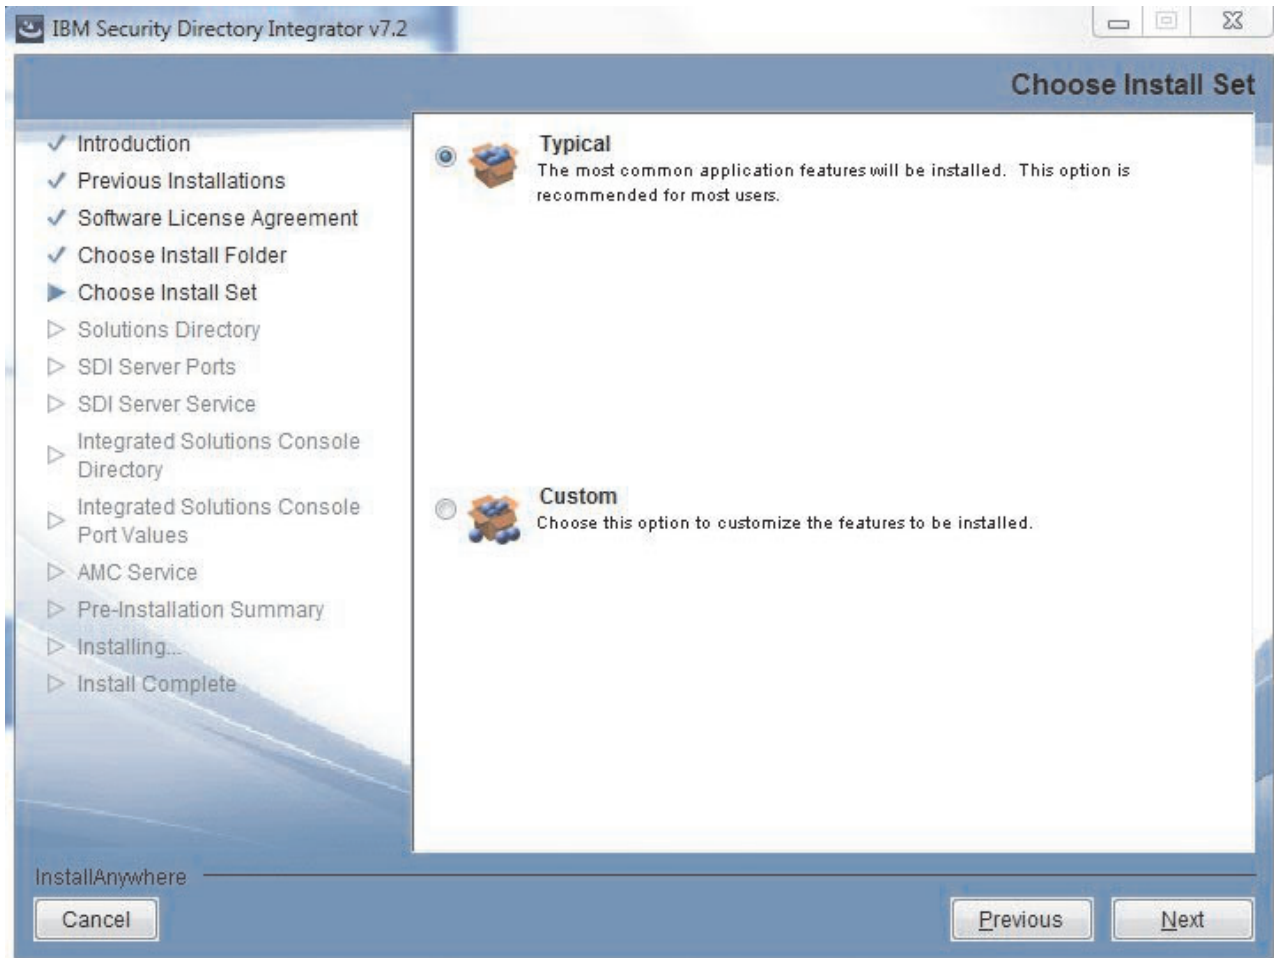 IBM Security Directory Integrator v7.2
Choose Install Set
Introduction
Previous Installations
Software License Agreement
Choose Install Folder
Choose Install Set
Solutions Directory
SDI Server Ports
SDI Server Service
Integrated Solutions Console
Directory
Integrated Solutions Console
Port Values
AMC Service
Pre-Installation Summary
Installing...
Install Complete
Typical
The most common application features will be installed. This option is
recommended for most users.
Custom
Choose this option to customize the features to be installed.
InstallAnywhere
Cancel
Previous
Next